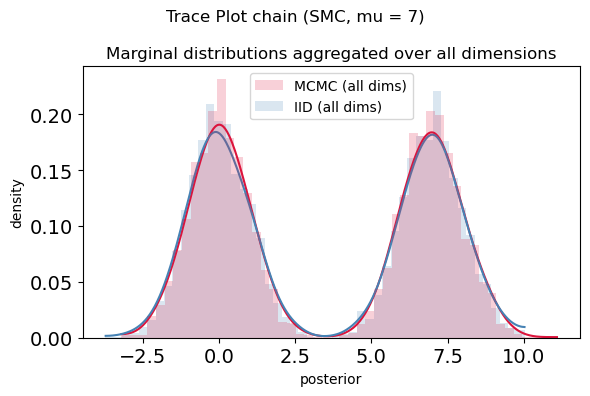 Trace Plot chain (SMC, mu = 7)
Marginal distributions aggregated over all dimensions
MCMC (all dims)
IID (all dims)
density
0.20
0.15
0.10
0.05
0.00
−2.5 0.0 2.5 5.0 7.5 10.0
posterior